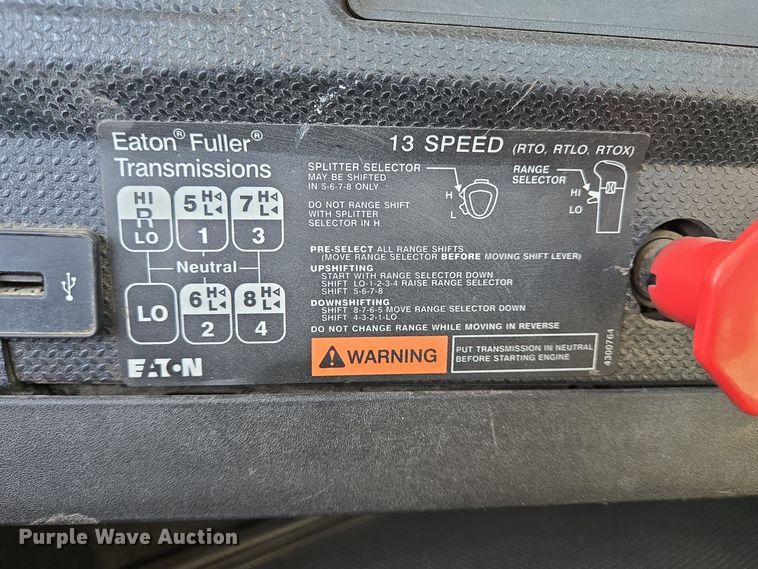 Eaton® Fuller®
Transmissions
13 SPEED (RTO, RTLO, RTOX)
HI
R
LO
5 H
L
1
7 H
L
3
Neutral
LO
6 H
L
2
8 H
L
4
EATON
SPLITTER SELECTOR
MAY BE SHIFTED
IN 5-6-7-8 ONLY
DO NOT RANGE SHIFT
WITH SPLITTER
SELECTOR IN H
H
L
RANGE
SELECTOR
HI
LO
PRE-SELECT ALL RANGE SHIFTS
(MOVE RANGE SELECTOR BEFORE MOVING SHIFT LEVER)
UPSHIFTING
START WITH RANGE SELECTOR DOWN
SHIFT LO-1-2-3-4 RAISE RANGE SELECTOR
SHIFT 5-6-7-8
DOWNSHIFTING
SHIFT 8-7-6-5 MOVE RANGE SELECTOR DOWN
SHIFT 4-3-2-1-LO
DO NOT CHANGE RANGE WHILE MOVING IN REVERSE
WARNING
PUT TRANSMISSION IN NEUTRAL
BEFORE STARTING ENGINE
4300764
Purple Wave Auction